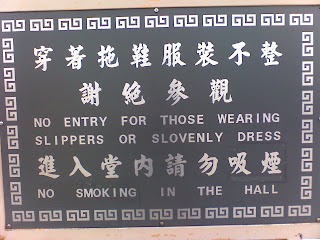 穿著拖鞋服裝不整
謝絕參觀
NO ENTRY FOR THOSE WEARING
SLIPPERS OR SLOVENLY DRESS
進入堂內請勿吸煙
NO SMOKING IN THE HALL